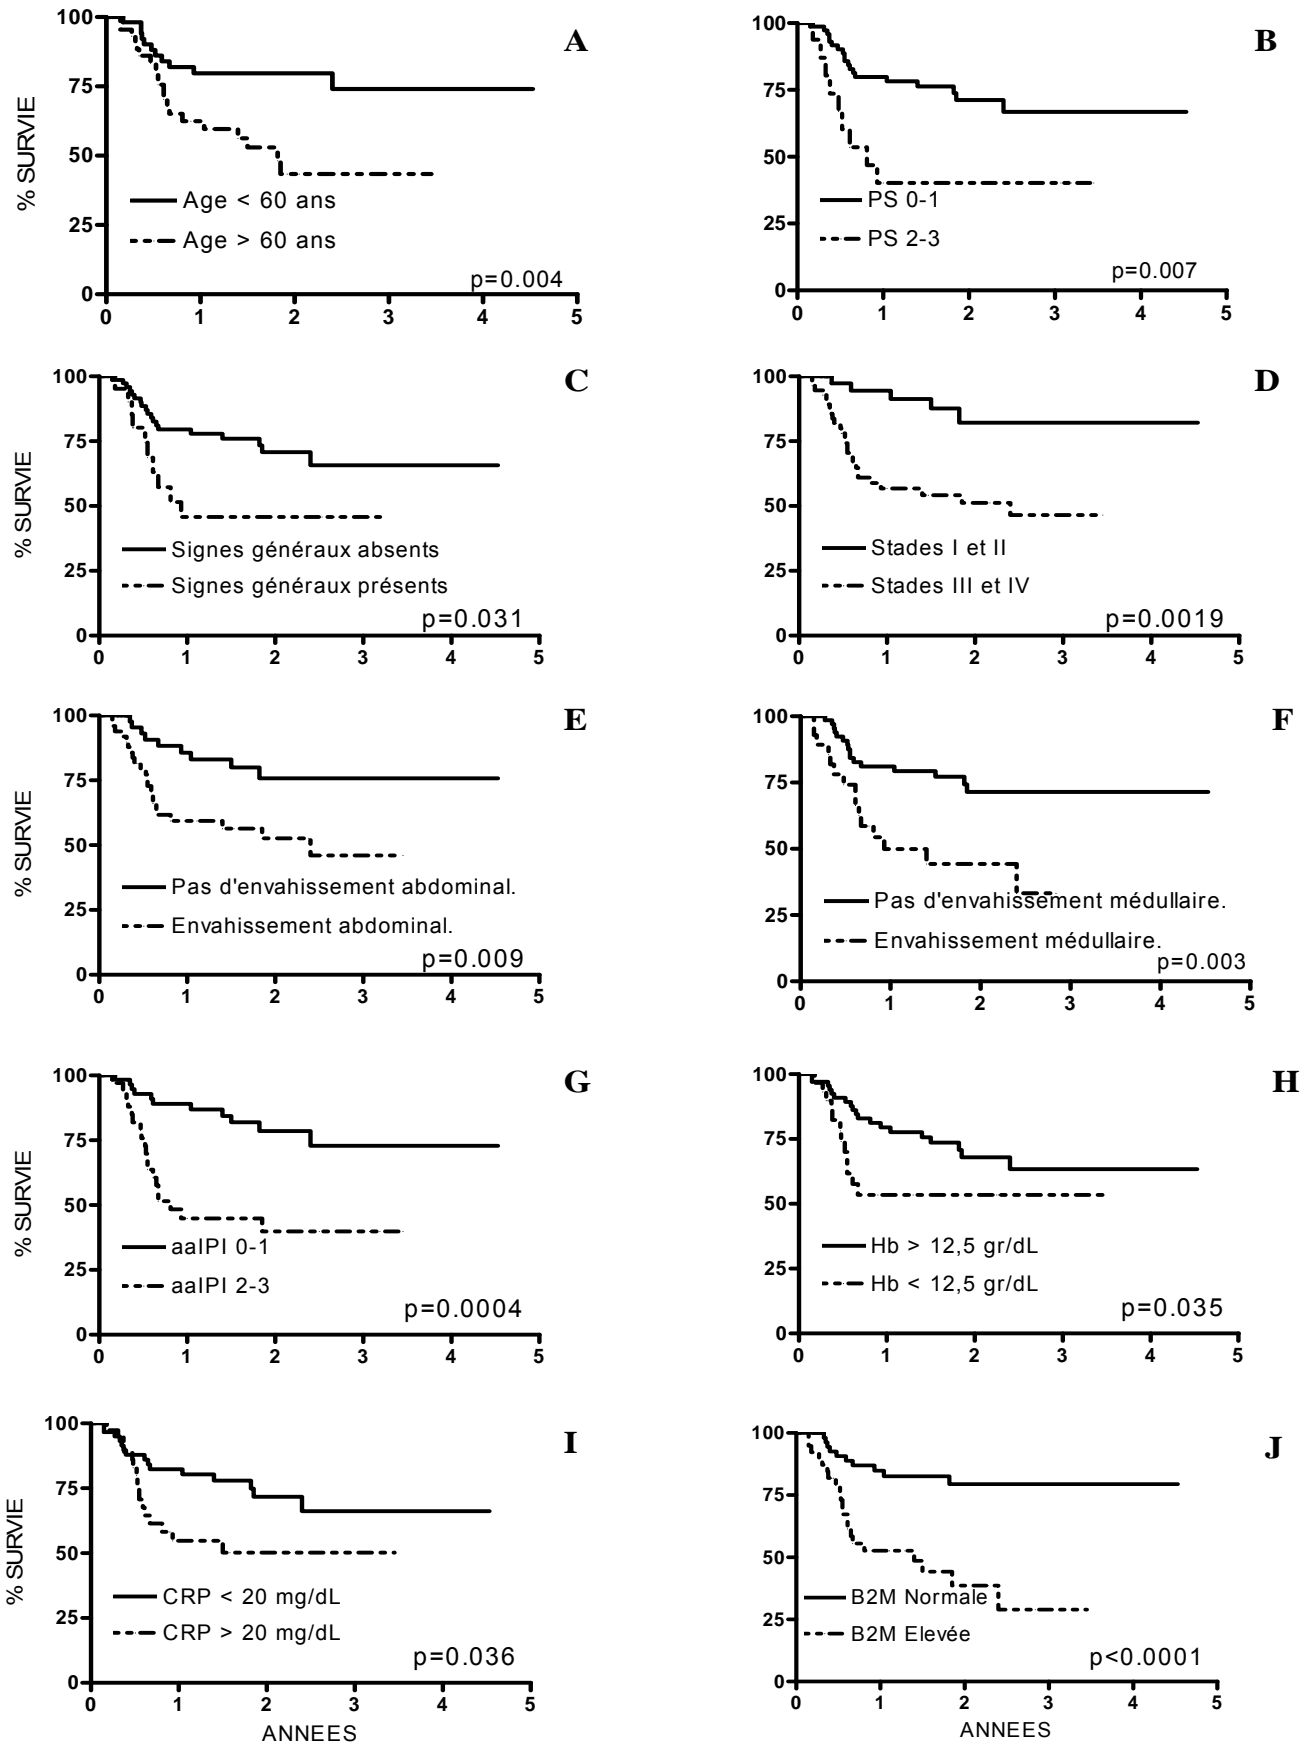 A
100
75
50
25
0
% SURVIE
Age < 60 ans
Age > 60 ans
p=0.004
0 1 2 3 4 5
B
100
75
50
25
0
PS 0-1
PS 2-3
p=0.007
0 1 2 3 4 5
C
100
75
50
25
0
% SURVIE
Signes généraux absents
Signes généraux présents
p=0.031
0 1 2 3 4 5
D
100
75
50
25
0
Stades I et II
Stades III et IV
p=0.0019
0 1 2 3 4 5
E
100
75
50
25
0
% SURVIE
Pas d'envahissement abdominal.
Envahissement abdominal.
p=0.009
0 1 2 3 4 5
F
100
75
50
25
0
Pas d'envahissement médullaire.
Envahissement médullaire.
p=0.003
0 1 2 3 4 5
G
100
75
50
25
0
% SURVIE
aaIPI 0-1
aaIPI 2-3
p=0.0004
0 1 2 3 4 5
H
100
75
50
25
0
Hb > 12,5 gr/dL
Hb < 12,5 gr/dL
p=0.035
0 1 2 3 4 5
I
100
75
50
25
0
% SURVIE
CRP < 20 mg/dL
CRP > 20 mg/dL
p=0.036
0 1 2 3 4 5
ANNEES
J
100
75
50
25
0
B2M Normale
B2M Elevée
p<0.0001
0 1 2 3 4 5
ANNEES